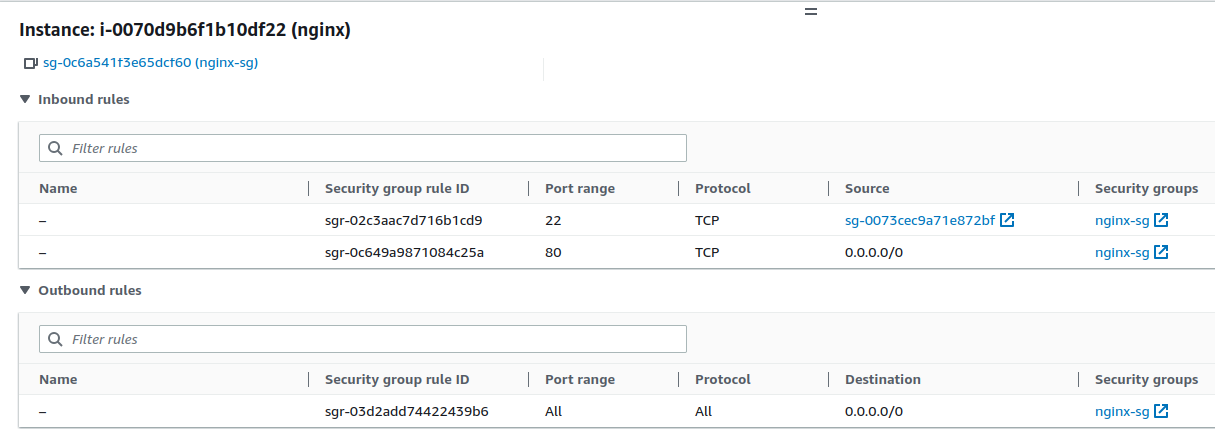 Instance: i-0070d9b6f1b10df22 (nginx)
sg-0c6a541f3e65dcf60 (nginx-sg)
Inbound rules
Filter rules
Name Security group rule ID Port range Protocol Source Security groups
– sgr-02c3aac7d716b1cd9 22 TCP sg-0073cec9a71e872bf nginx-sg
– sgr-0c649a9871084c25a 80 TCP 0.0.0.0/0 nginx-sg
Outbound rules
Filter rules
Name Security group rule ID Port range Protocol Destination Security groups
– sgr-03d2add74422439b6 All All 0.0.0.0/0 nginx-sg